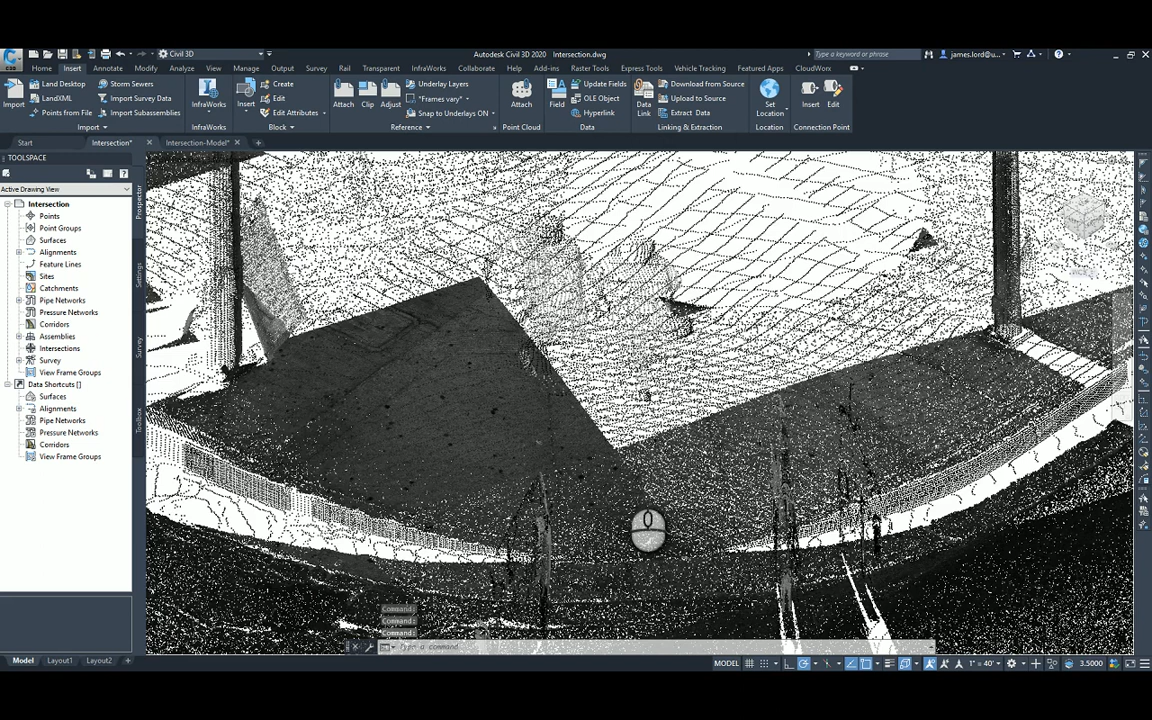 Civil 3D
Autodesk Civil 3D 2020 Intersection.dwg
Type a keyword or phrase
james.lord@u...
C3D
Home Insert Annotate Modify Analyze View Manage Output Survey Rail Transparent InfraWorks Collaborate Help Add-ins Raster Tools Express Tools Vehicle Tracking Featured Apps CloudWorx
Land Desktop Storm Sewers
LandXML Import Survey Data
Points from File Import Subassemblies
Import InfraWorks Insert
Create
Edit
Edit Attributes
Attach Clip Adjust
Underlay Layers
*Frames vary*
Snap to Underlays ON
Attach Field
Update Fields
OLE Object
Hyperlink
Data Link
Download from Source
Upload to Source
Extract Data
Set Location
Insert Edit
Import InfraWorks Block Reference Point Cloud Data Linking & Extraction Location Connection Point
Start Intersection* Intersection-Model*
TOOLSPACE
Active Drawing View
Intersection
Points
Point Groups
Surfaces
Alignments
Feature Lines
Sites
Catchments
Pipe Networks
Pressure Networks
Corridors
Assemblies
Intersections
Survey
View Frame Groups
Data Shortcuts []
Surfaces
Alignments
Pipe Networks
Pressure Networks
Corridors
View Frame Groups
Prospector
Settings
Survey
Toolbox
Command:
Command:
Command:
Type a command
Model Layout1 Layout2 +
MODEL
1" = 40'
3.5000